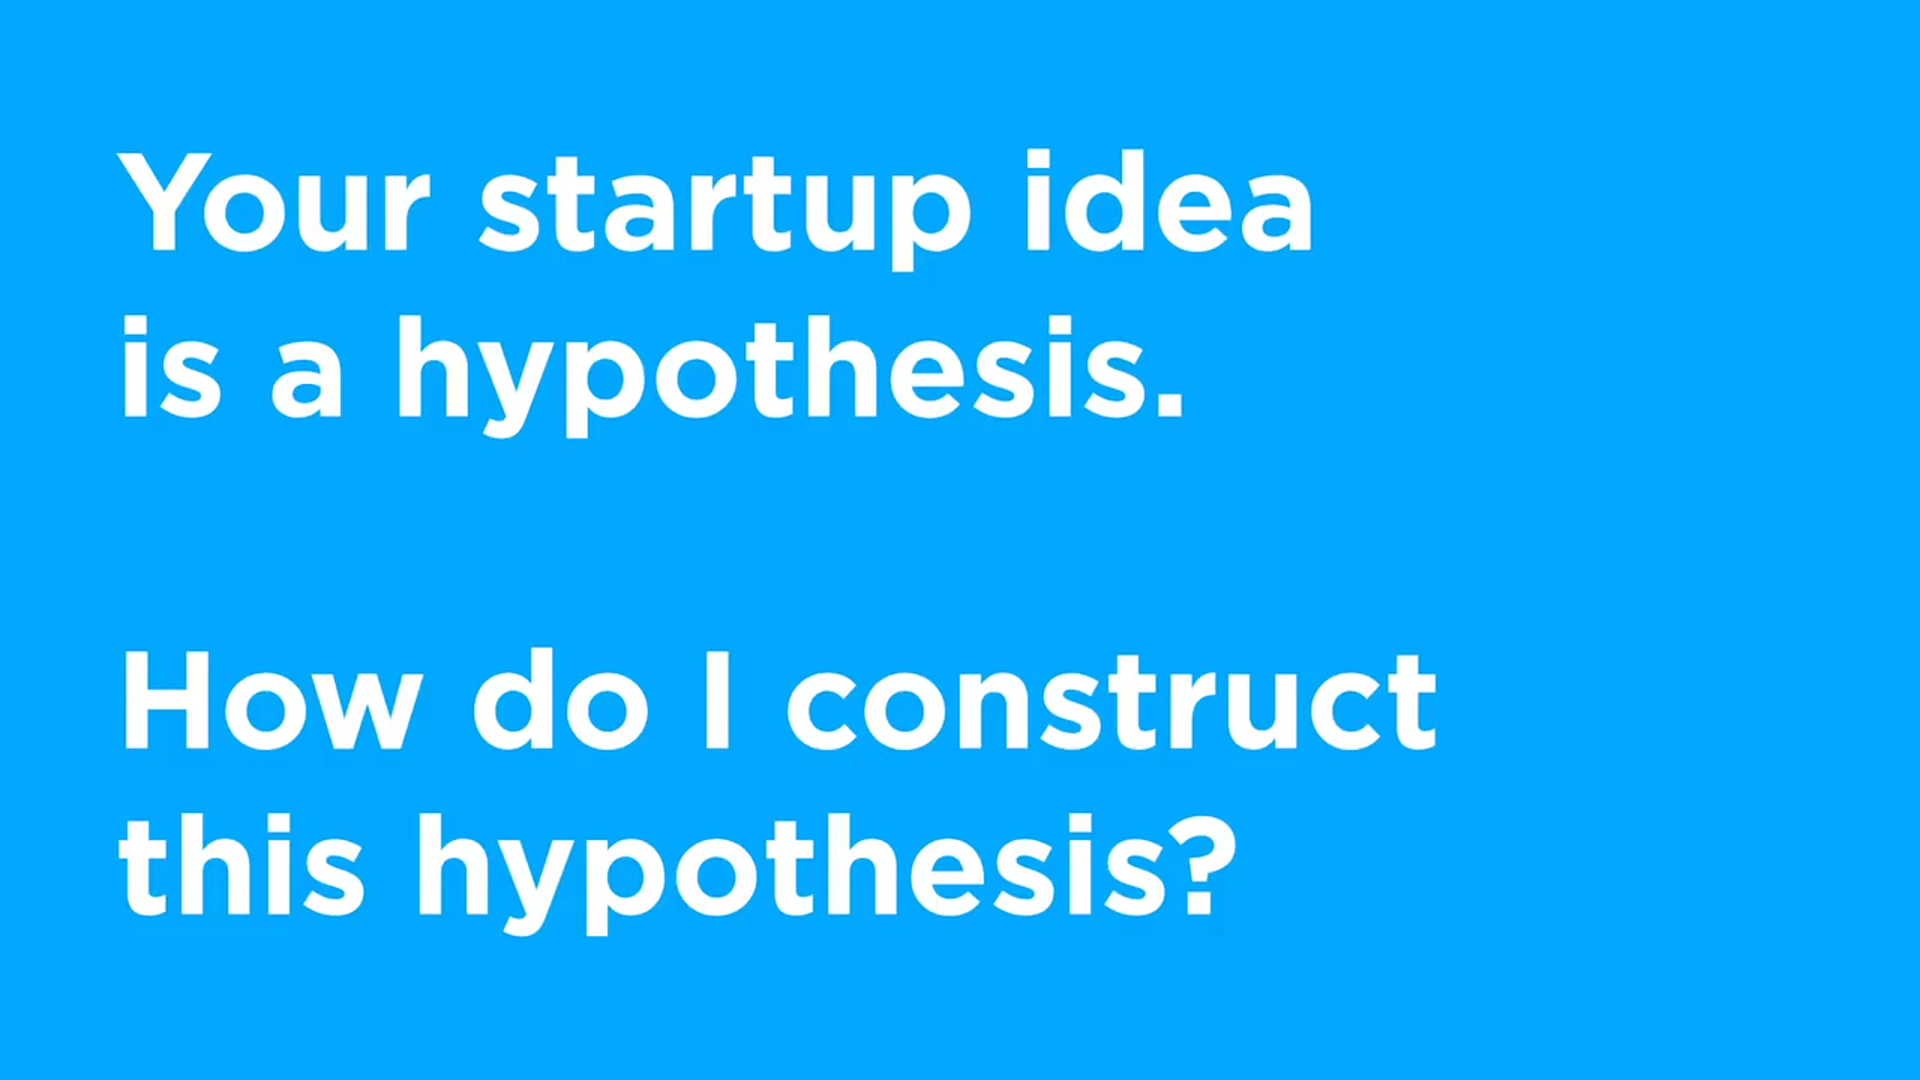 Your startup idea
is a hypothesis.
How do I construct
this hypothesis?